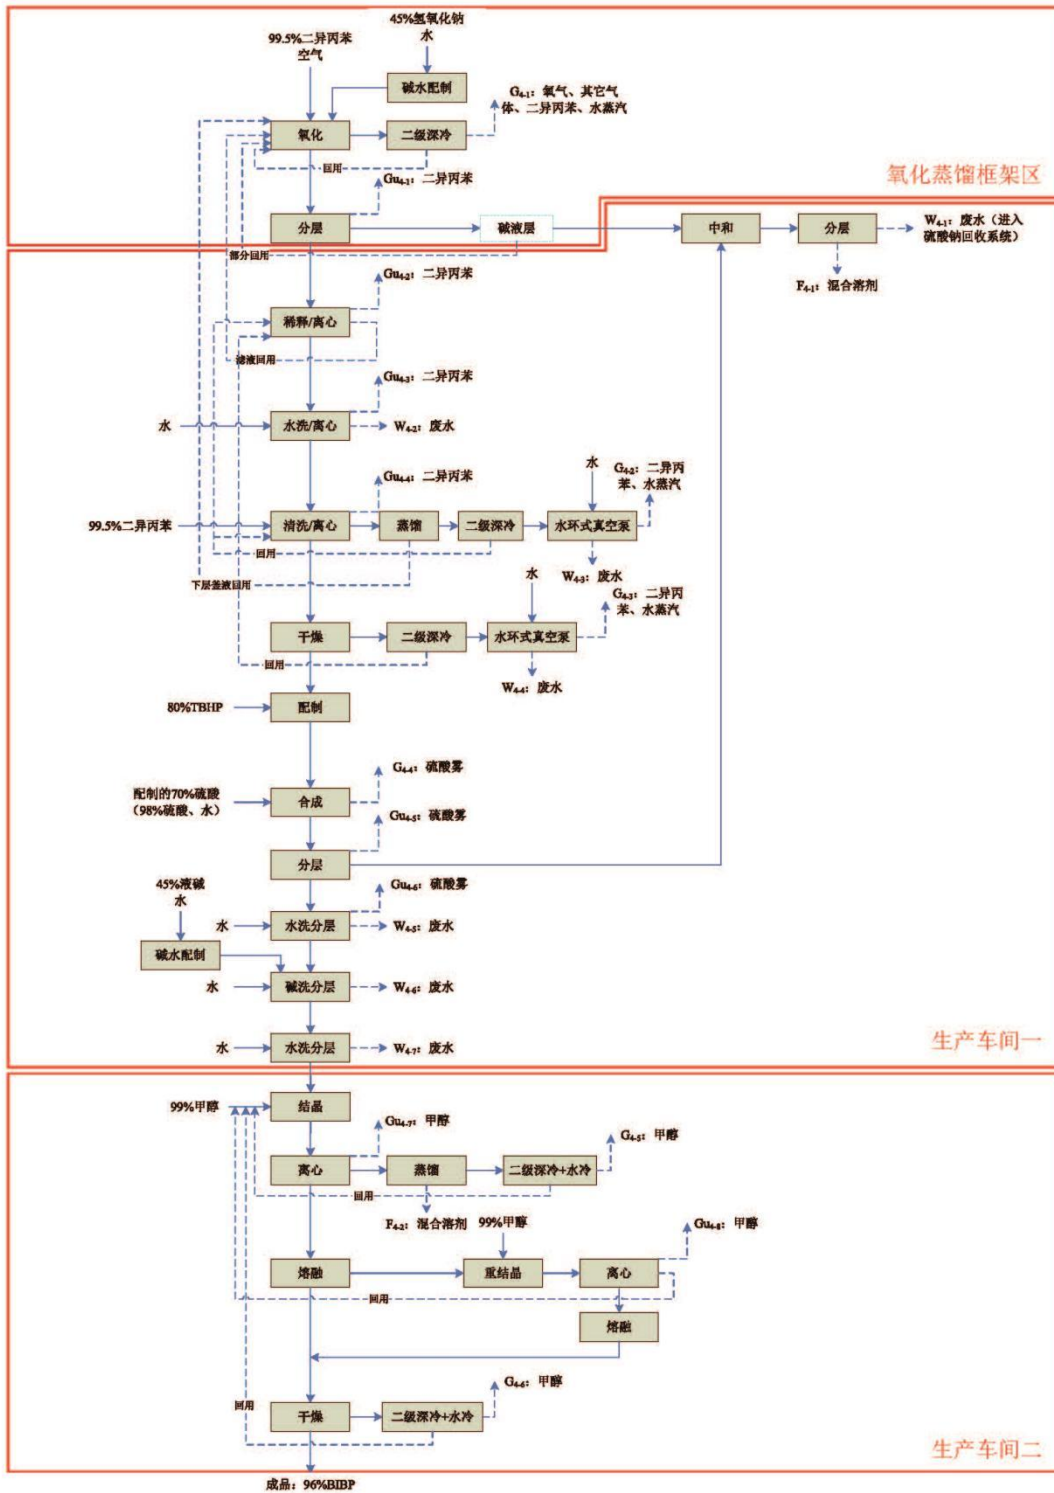 45%氢氧化钠
水
99.5%二异丙苯
空气
碱水配制
G₄₋₁：氧气、其它气
体、二异丙苯、水蒸汽
氧化
二级深冷
回用
氧化蒸馏框架区
Gu₄₋₁：二异丙苯
分层
碱液层
中和
分层
W₄₋₁：废水（进入
硫酸钠回收系统）
部分回用
F₄₋₁：混合溶剂
Gu₄₋₂：二异丙苯
稀释/离心
滤液回用
Gu₄₋₃：二异丙苯
水
水洗/离心
W₄₋₂：废水
Gu₄₋₄：二异丙苯
水
G₄₋₂：二异丙
苯、水蒸汽
99.5%二异丙苯
清洗/离心
蒸馏
二级深冷
水环式真空泵
回用
W₄₋₃：废水
下层釜液回用
水
G₄₋₃：二异丙
苯、水蒸汽
干燥
二级深冷
水环式真空泵
回用
W₄₋₄：废水
80%TBHP
配制
G₄₋₄：硫酸雾
配制的70%硫酸
（98%硫酸、水）
合成
Gu₄₋₅：硫酸雾
分层
45%液碱
水
Gu₄₋₆：硫酸雾
水
水洗分层
W₄₋₅：废水
碱水配制
水
碱洗分层
W₄₋₆：废水
水
水洗分层
W₄₋₇：废水
生产车间一
99%甲醇
结晶
Gu₄₋₇：甲醇
G₄₋₅：甲醇
离心
蒸馏
二级深冷+水冷
回用
F₄₋₂：混合溶剂
99%甲醇
Gu₄₋₈：甲醇
熔融
重结晶
离心
回用
熔融
G₄₋₆：甲醇
回用
干燥
二级深冷+水冷
生产车间二
成品：96%BIBP